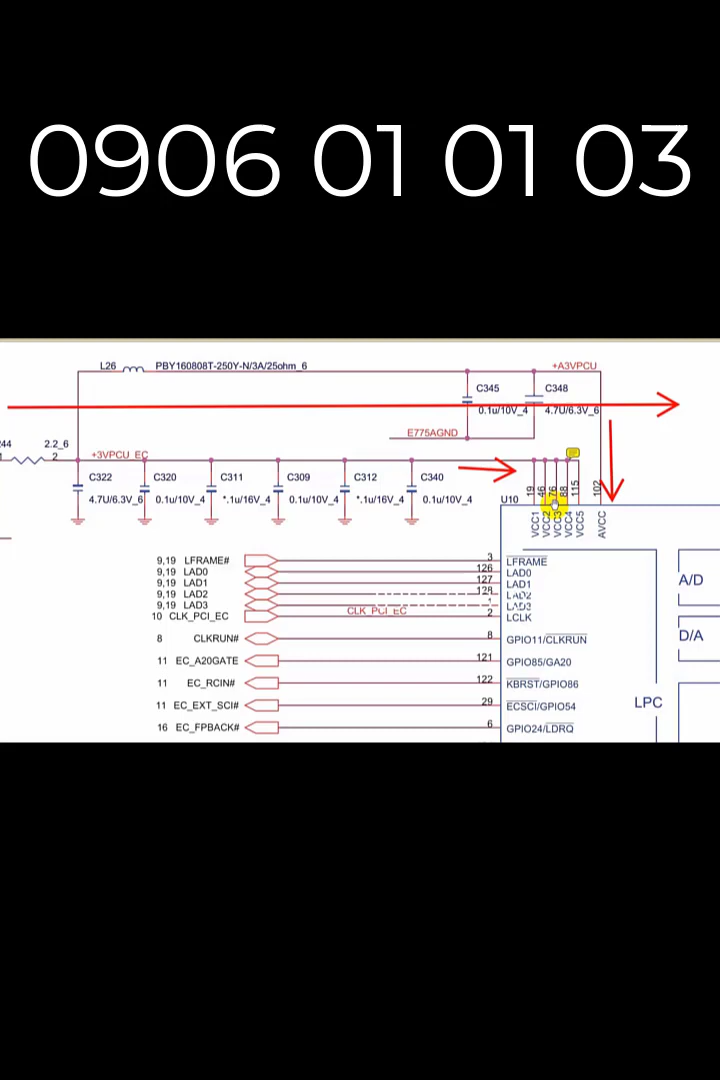 0906 01 01 03
L26 PBY160808T-250Y-N/3A/25ohm_6 +A3VPCU
C345 C348
0.1u/10V_4 4.7U/6.3V_6
E775AGND
44 2.2_6
2 +3VPCU_EC
C322 C320 C311 C309 C312 C340
4.7U/6.3V_6 0.1u/10V_4 *.1u/16V_4 0.1u/10V_4 *.1u/16V_4 0.1u/10V_4
19 46 76 88 115 102
U10
VCC1 VCC2 VCC3 VCC4 VCC5 AVCC
9,19 LFRAME# 3 LFRAME
9,19 LAD0 126 LAD0
9,19 LAD1 127 LAD1
9,19 LAD2 128 LAD2
9,19 LAD3 1 LAD3
10 CLK_PCI_EC CLK_PCI_EC 2 LCLK
8 CLKRUN# 8 GPIO11/CLKRUN
11 EC_A20GATE 121 GPIO85/GA20
11 EC_RCIN# 122 KBRST/GPIO86
11 EC_EXT_SCI# 29 ECSCI/GPIO54
16 EC_FPBACK# 6 GPIO24/LDRQ
A/D
D/A
LPC